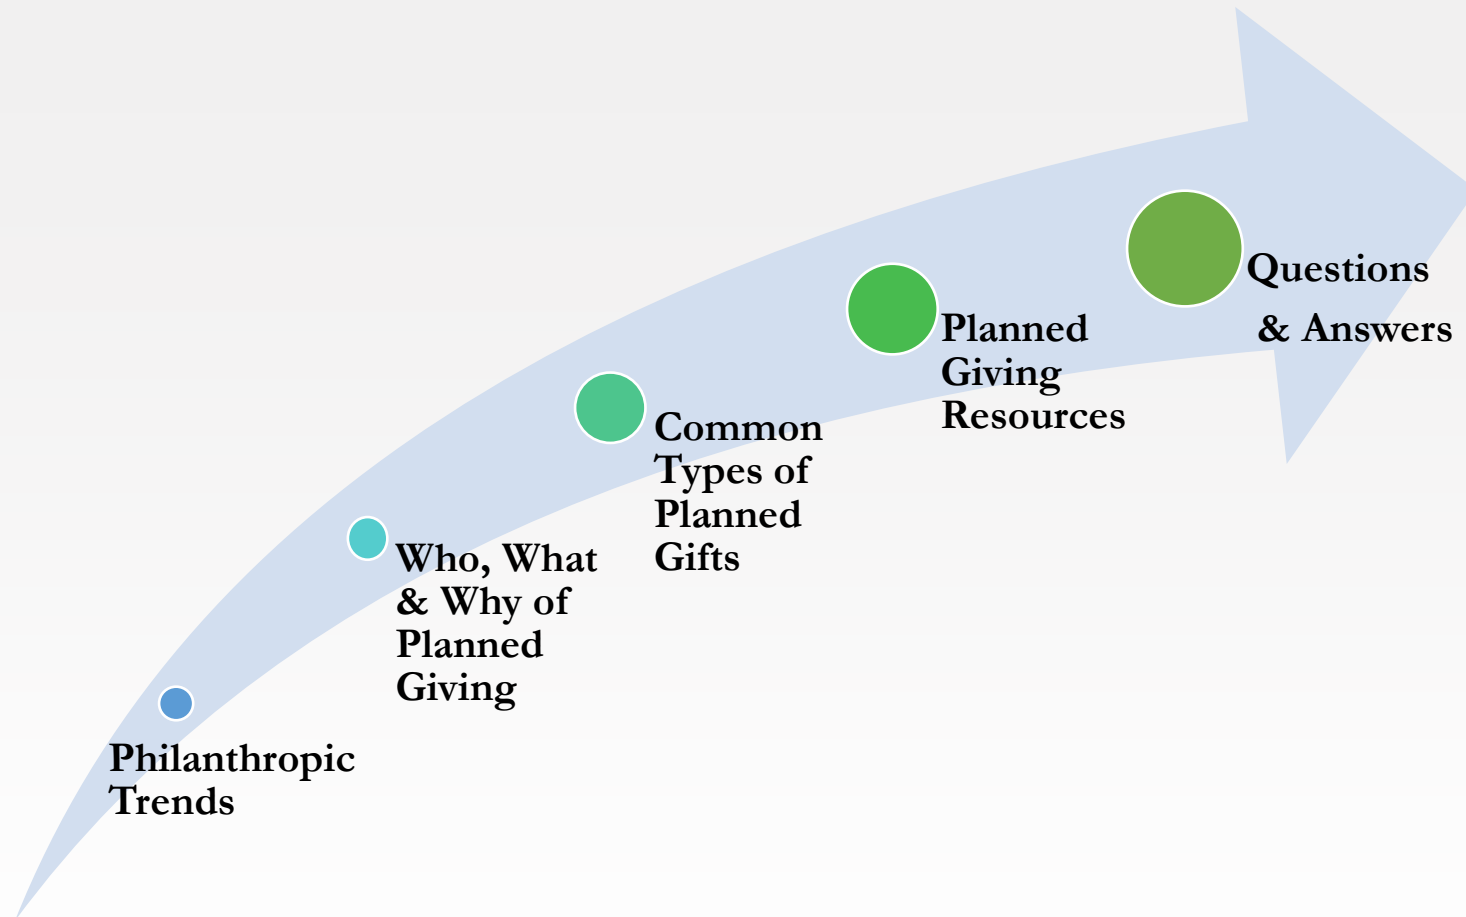 Philanthropic
Trends
Who, What
& Why of
Planned
Giving
Common
Types of
Planned
Gifts
Planned
Giving
Resources
Questions
& Answers